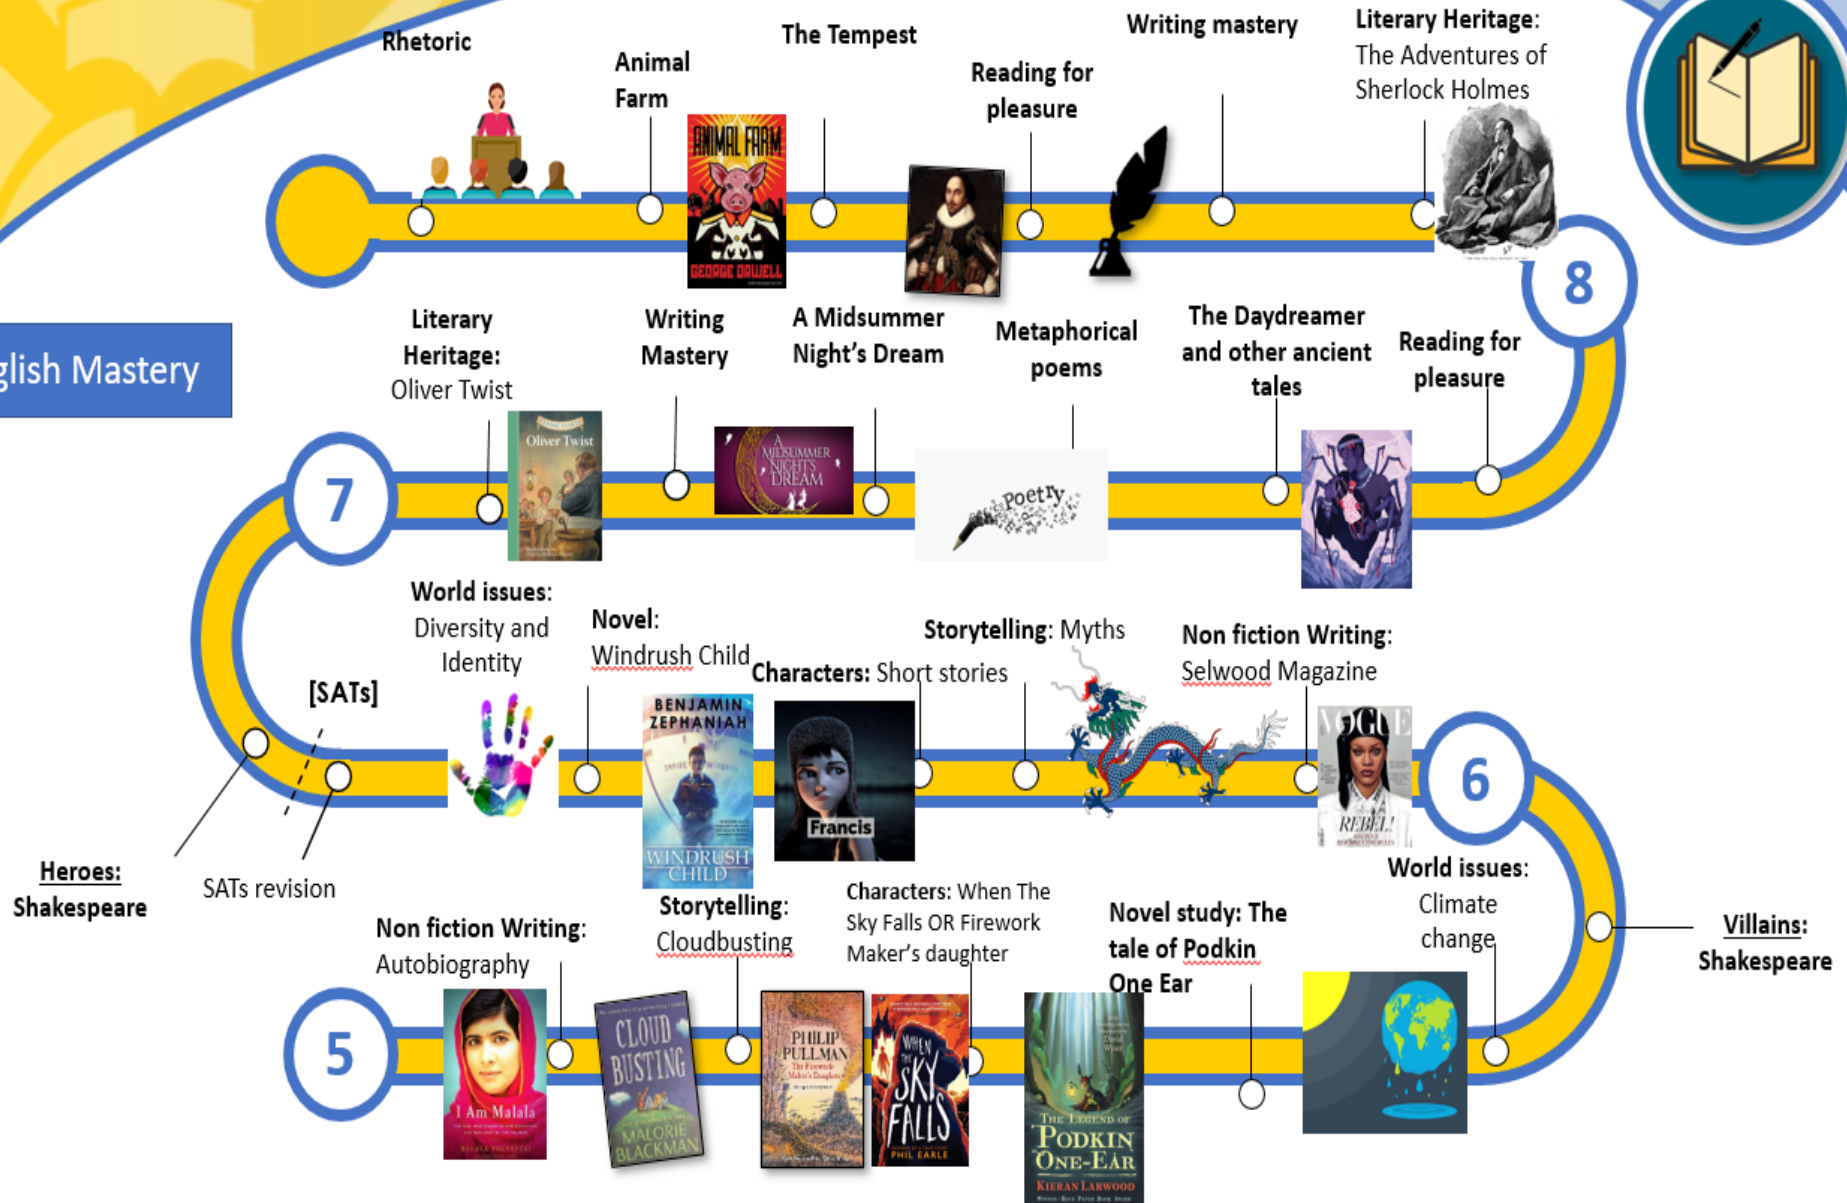 Rhetoric
Animal
Farm
The Tempest
Reading for
pleasure
Writing mastery
Literary Heritage:
The Adventures of
Sherlock Holmes
ANIMAL FARM
GEORGE ORWELL
8
glish Mastery
Literary
Heritage:
Oliver Twist
Writing
Mastery
A Midsummer
Night's Dream
Metaphorical
poems
The Daydreamer
and other ancient
tales
Reading for
pleasure
7
Oliver Twist
A
MIDSUMMER
NIGHT'S
DREAM
Poetry
World issues:
Diversity and
Identity
Novel:
Windrush Child
Characters: Short stories
Storytelling: Myths
Non fiction Writing:
Selwood Magazine
[SATs]
BENJAMIN
ZEPHANIAH
WINDRUSH
CHILD
Francis
VOGUE
REBEL!
6
Heroes:
Shakespeare
SATs revision
Non fiction Writing:
Autobiography
Storytelling:
Cloudbusting
Characters: When The
Sky Falls OR Firework
Maker's daughter
Novel study: The
tale of Podkin
One Ear
World issues:
Climate
change
Villains:
Shakespeare
5
I Am Malala
CLOUD
BUSTING
MALORIE
BLACKMAN
PHILIP
PULLMAN
The Firework-
Maker's Daughter
WHEN
THE
SKY
FALLS
PHIL EARLE
THE LEGEND OF
PODKIN
ONE-EAR
KIERAN LARWOOD